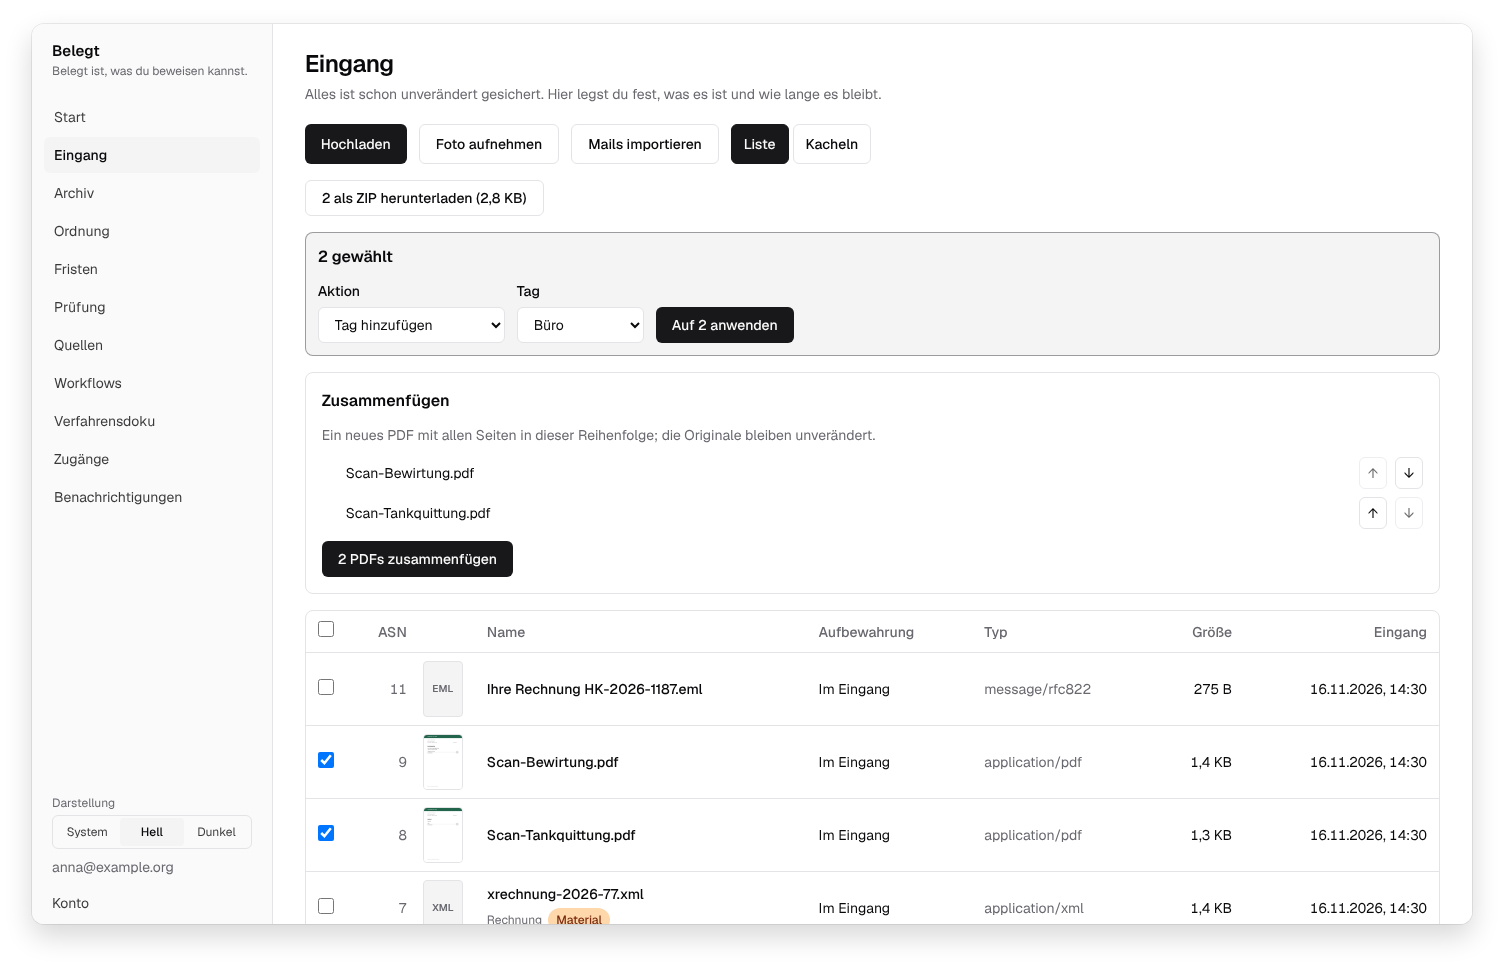 Belegt
Belegt ist, was du beweisen kannst.
Start
Eingang
Archiv
Ordnung
Fristen
Prüfung
Quellen
Workflows
Verfahrensdoku
Zugänge
Benachrichtigungen
Darstellung
System Hell Dunkel
anna@example.org
Konto
Eingang
Alles ist schon unverändert gesichert. Hier legst du fest, was es ist und wie lange es bleibt.
Hochladen Foto aufnehmen Mails importieren Liste Kacheln
2 als ZIP herunterladen (2,8 KB)
2 gewählt
Aktion Tag
Tag hinzufügen Büro Auf 2 anwenden
Zusammenfügen
Ein neues PDF mit allen Seiten in dieser Reihenfolge; die Originale bleiben unverändert.
Scan-Bewirtung.pdf ↑ ↓
Scan-Tankquittung.pdf ↑ ↓
2 PDFs zusammenfügen
ASN Name Aufbewahrung Typ Größe Eingang
11 EML Ihre Rechnung HK-2026-1187.eml Im Eingang message/rfc822 275 B 16.11.2026, 14:30
9 Scan-Bewirtung.pdf Im Eingang application/pdf 1,4 KB 16.11.2026, 14:30
8 Scan-Tankquittung.pdf Im Eingang application/pdf 1,3 KB 16.11.2026, 14:30
7 XML xrechnung-2026-77.xml Im Eingang application/xml 1,4 KB 16.11.2026, 14:30
Rechnung Material